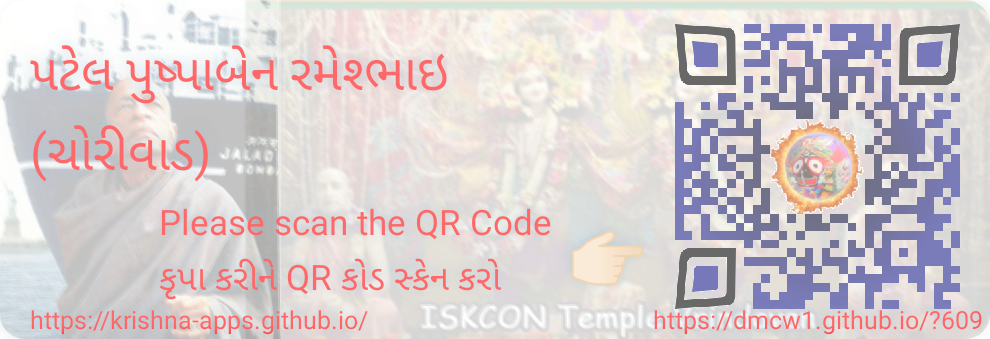 પટેલ પુષ્પાબેન રમેશભાઇ
(ચોરીવાડ)
JALAD
Please scan the QR Code
કૃપા કરીને QR કોડ સ્કેન કરો
ISKCON Temple
https://krishna-apps.github.io/
https://dmcw1.github.io/?609